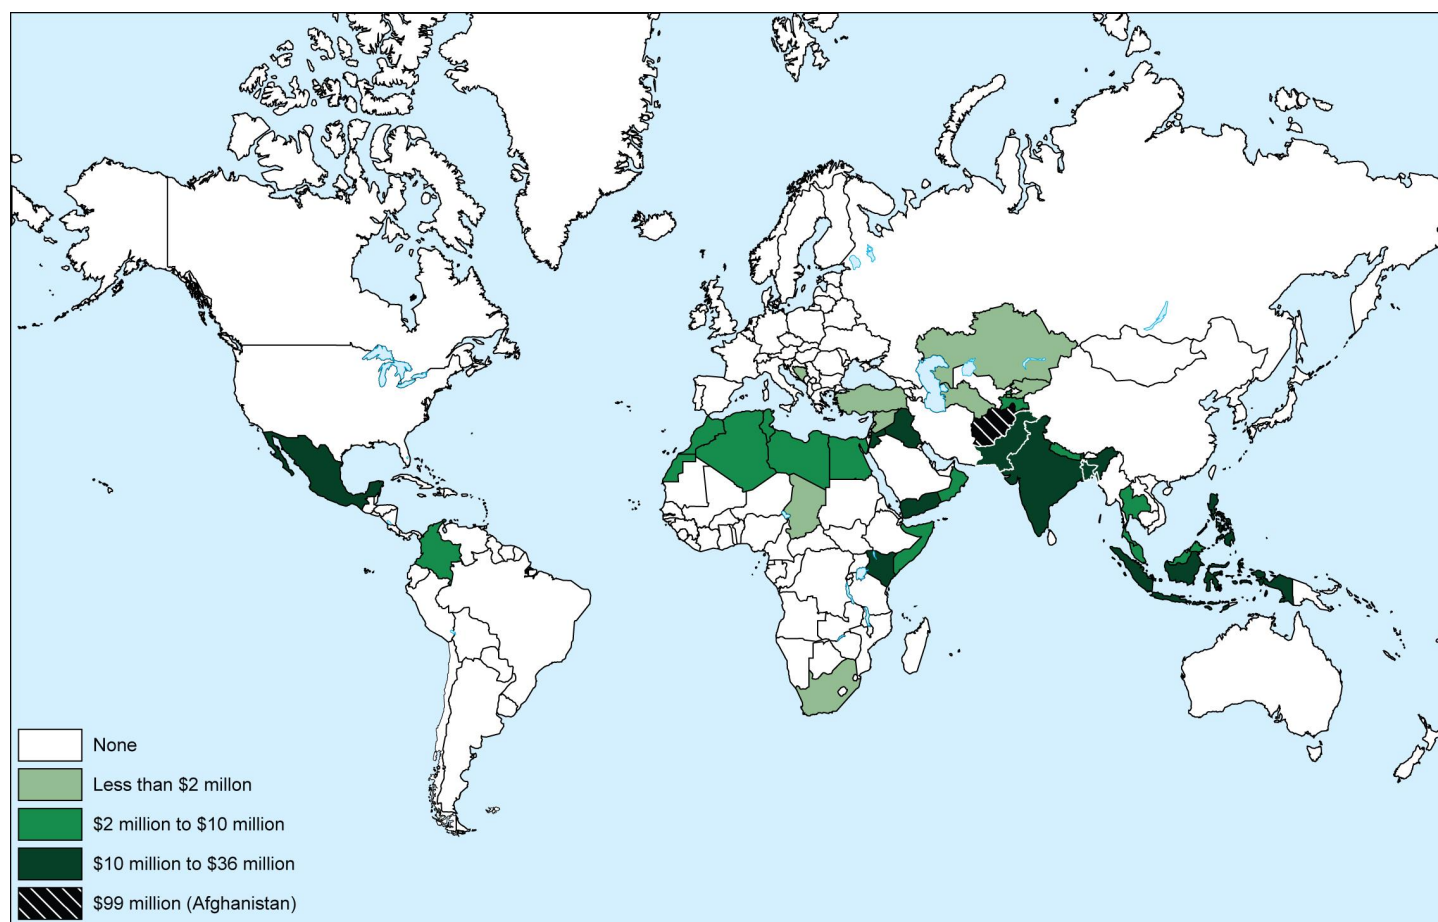 None
Less than $2 millon
$2 million to $10 million
$10 million to $36 million
$99 million (Afghanistan)